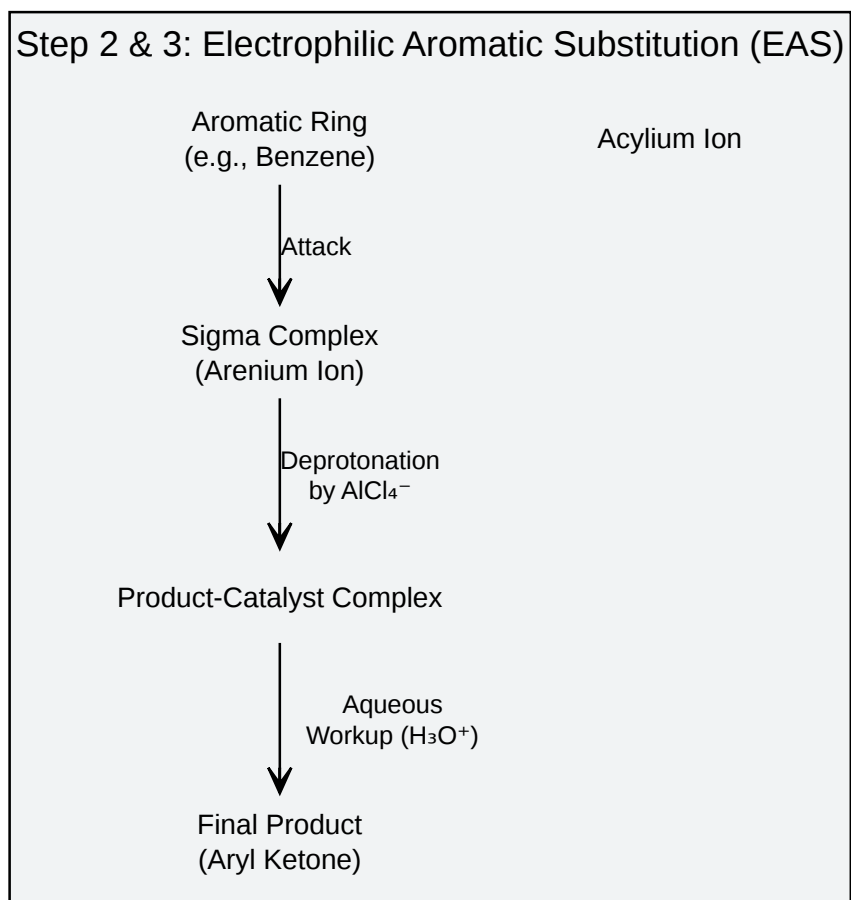 Step 2 & 3: Electrophilic Aromatic Substitution (EAS)
Aromatic Ring
(e.g., Benzene)
Acylium Ion
Attack
Sigma Complex
(Arenium Ion)
Deprotonation
by AlCl₄⁻
Product-Catalyst Complex
Aqueous
Workup (H₃O⁺)
Final Product
(Aryl Ketone)